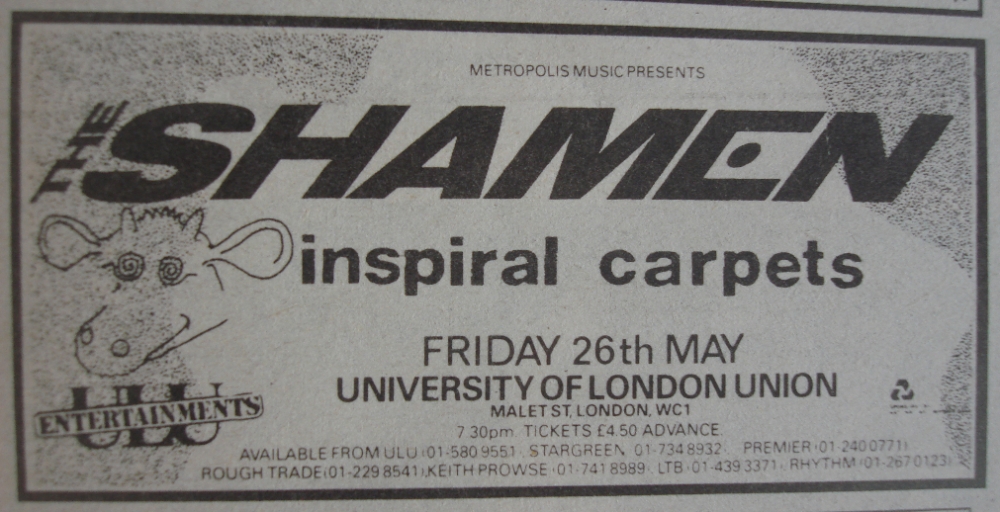 METROPOLIS MUSIC PRESENTS
THE SHAMEN
inspiral carpets
FRIDAY 26th MAY
UNIVERSITY OF LONDON UNION
MALET ST, LONDON, WC1
7.30pm TICKETS £4.50 ADVANCE.
ULU
ENTERTAINMENTS
AVAILABLE FROM ULU (01-580 9551), STARGREEN (01-734 8932), PREMIER (01-240 0771)
ROUGH TRADE (01-229 8541), KEITH PROWSE (01-741 8989), LTB (01-439 3371), RHYTHM (01-267 0123)